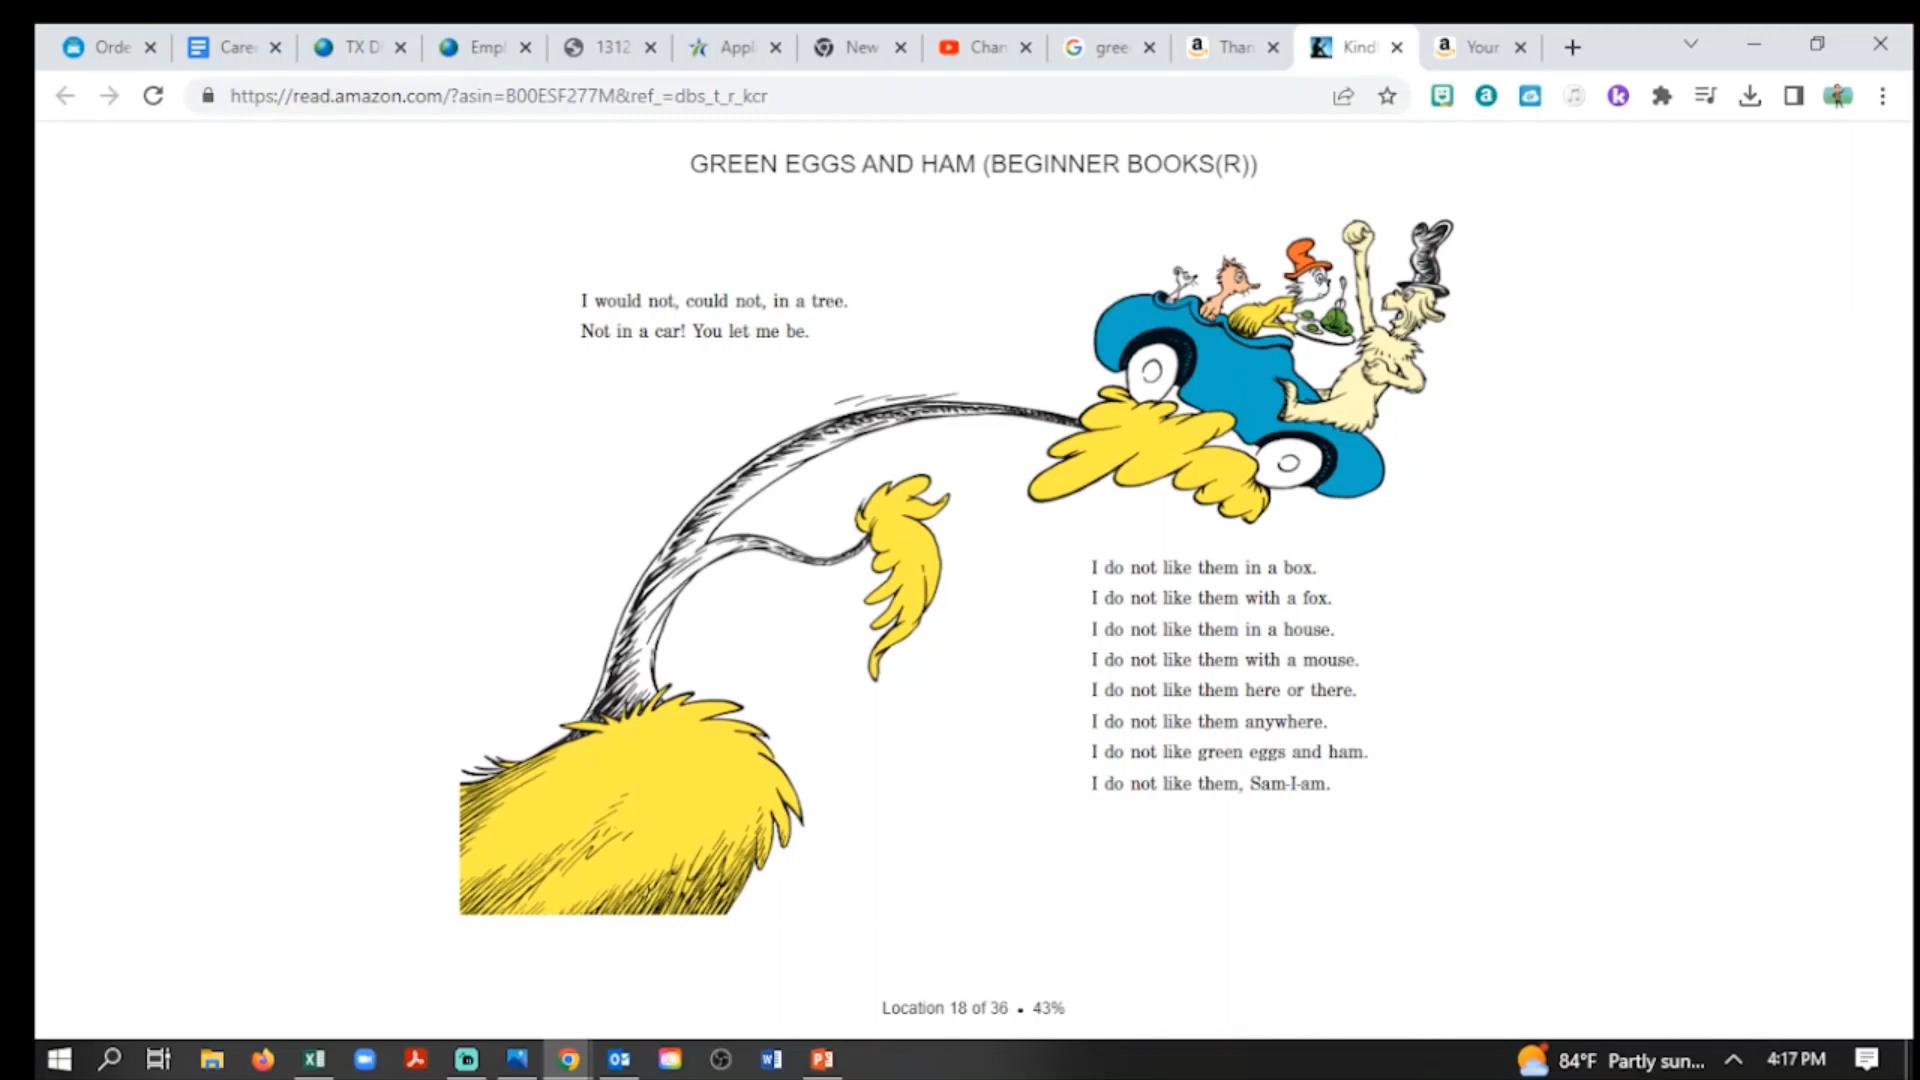 Orde
Care
TX D
Empl
1312
Appl
New
Chan
gree
Than
Kindl
Your
https://read.amazon.com/?asin=B00ESF277M&ref_=dbs_t_r_kcr
GREEN EGGS AND HAM (BEGINNER BOOKS(R))
I would not, could not, in a tree.
Not in a car! You let me be.
I do not like them in a box.
I do not like them with a fox.
I do not like them in a house.
I do not like them with a mouse.
I do not like them here or there.
I do not like them anywhere.
I do not like green eggs and ham.
I do not like them, Sam-I-am.
Location 18 of 36 • 43%
84°F Partly sun...
4:17 PM